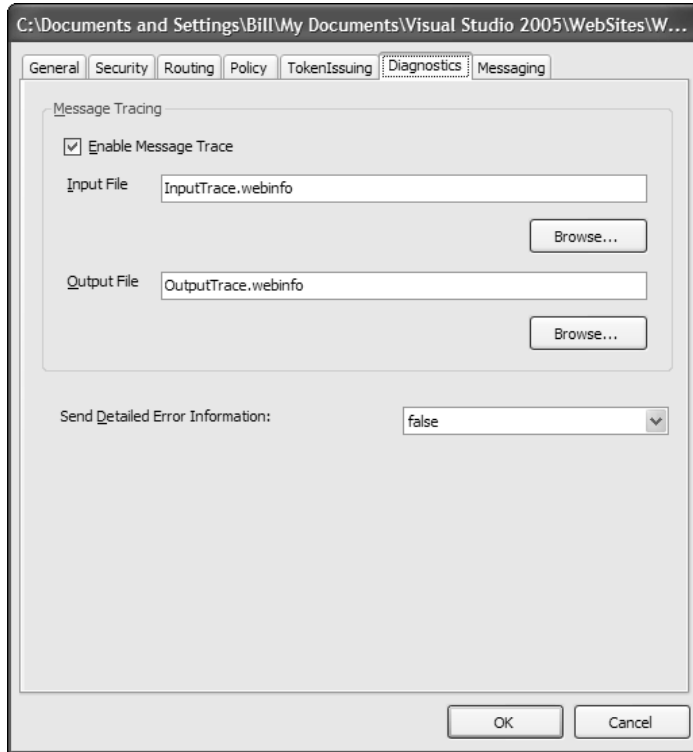 C:\Documents and Settings\Bill\My Documents\Visual Studio 2005\WebSites\W...
General Security Routing Policy TokenIssuing Diagnostics Messaging
Message Tracing
Enable Message Trace
Input File InputTrace.webinfo
Browse...
Output File OutputTrace.webinfo
Browse...
Send Detailed Error Information: false
OK Cancel